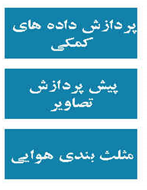 پردازش داده های
کمکی
پیش پردازش
تصاویر
مثلث بندی هوایی